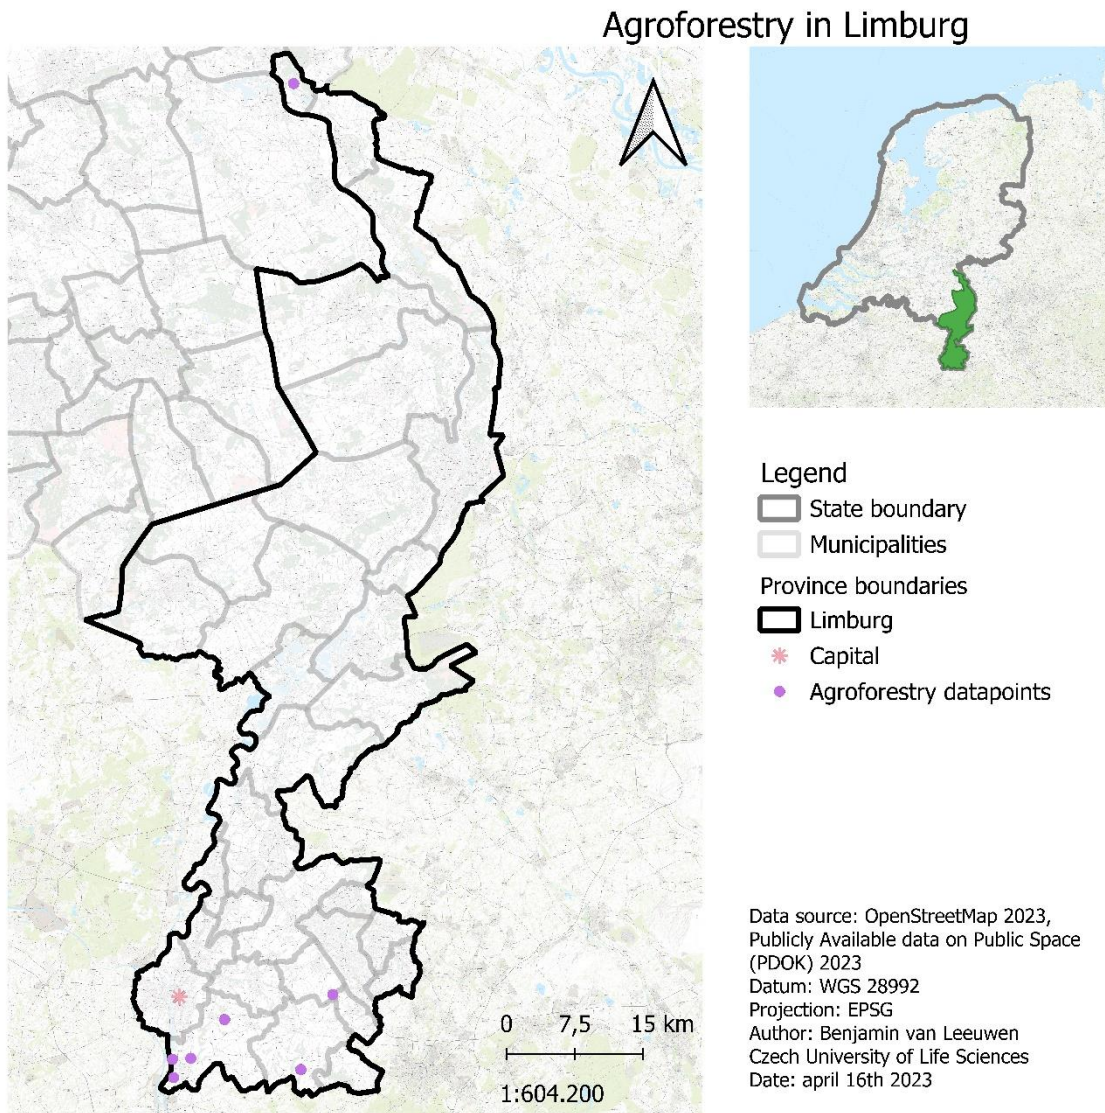 Agroforestry in Limburg
Legend
State boundary
Municipalities
Province boundaries
Limburg
Capital
Agroforestry datapoints
Data source: OpenStreetMap 2023,
Publicly Available data on Public Space
(PDOK) 2023
Datum: WGS 28992
Projection: EPSG
Author: Benjamin van Leeuwen
Czech University of Life Sciences
Date: april 16th 2023
0 7,5 15 km
1:604.200